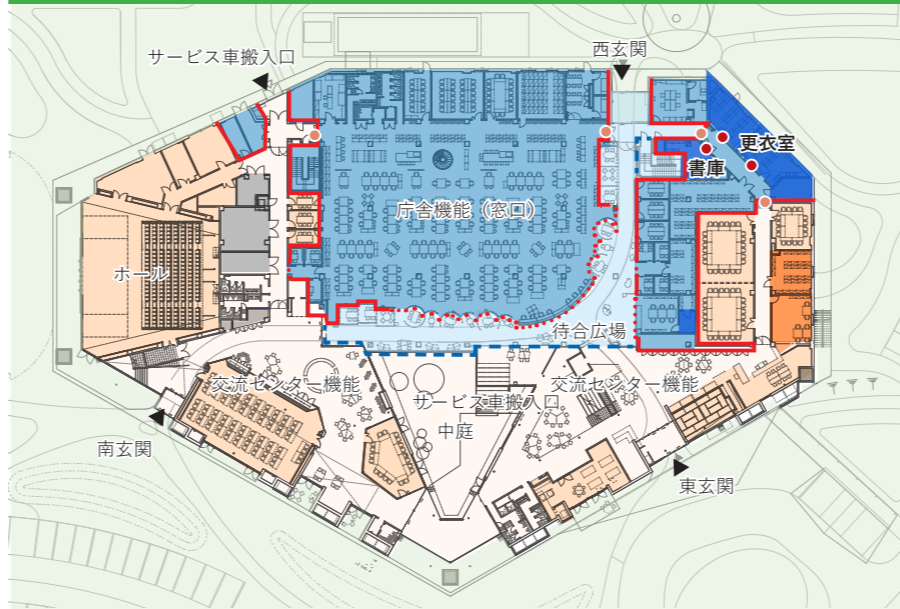 西玄関
サービス車搬入口
更衣室
書庫
庁舎機能（窓口）
ホール
待合広場
交流センター機能
サービス車搬入口
交流センター機能
中庭
南玄関
東玄関